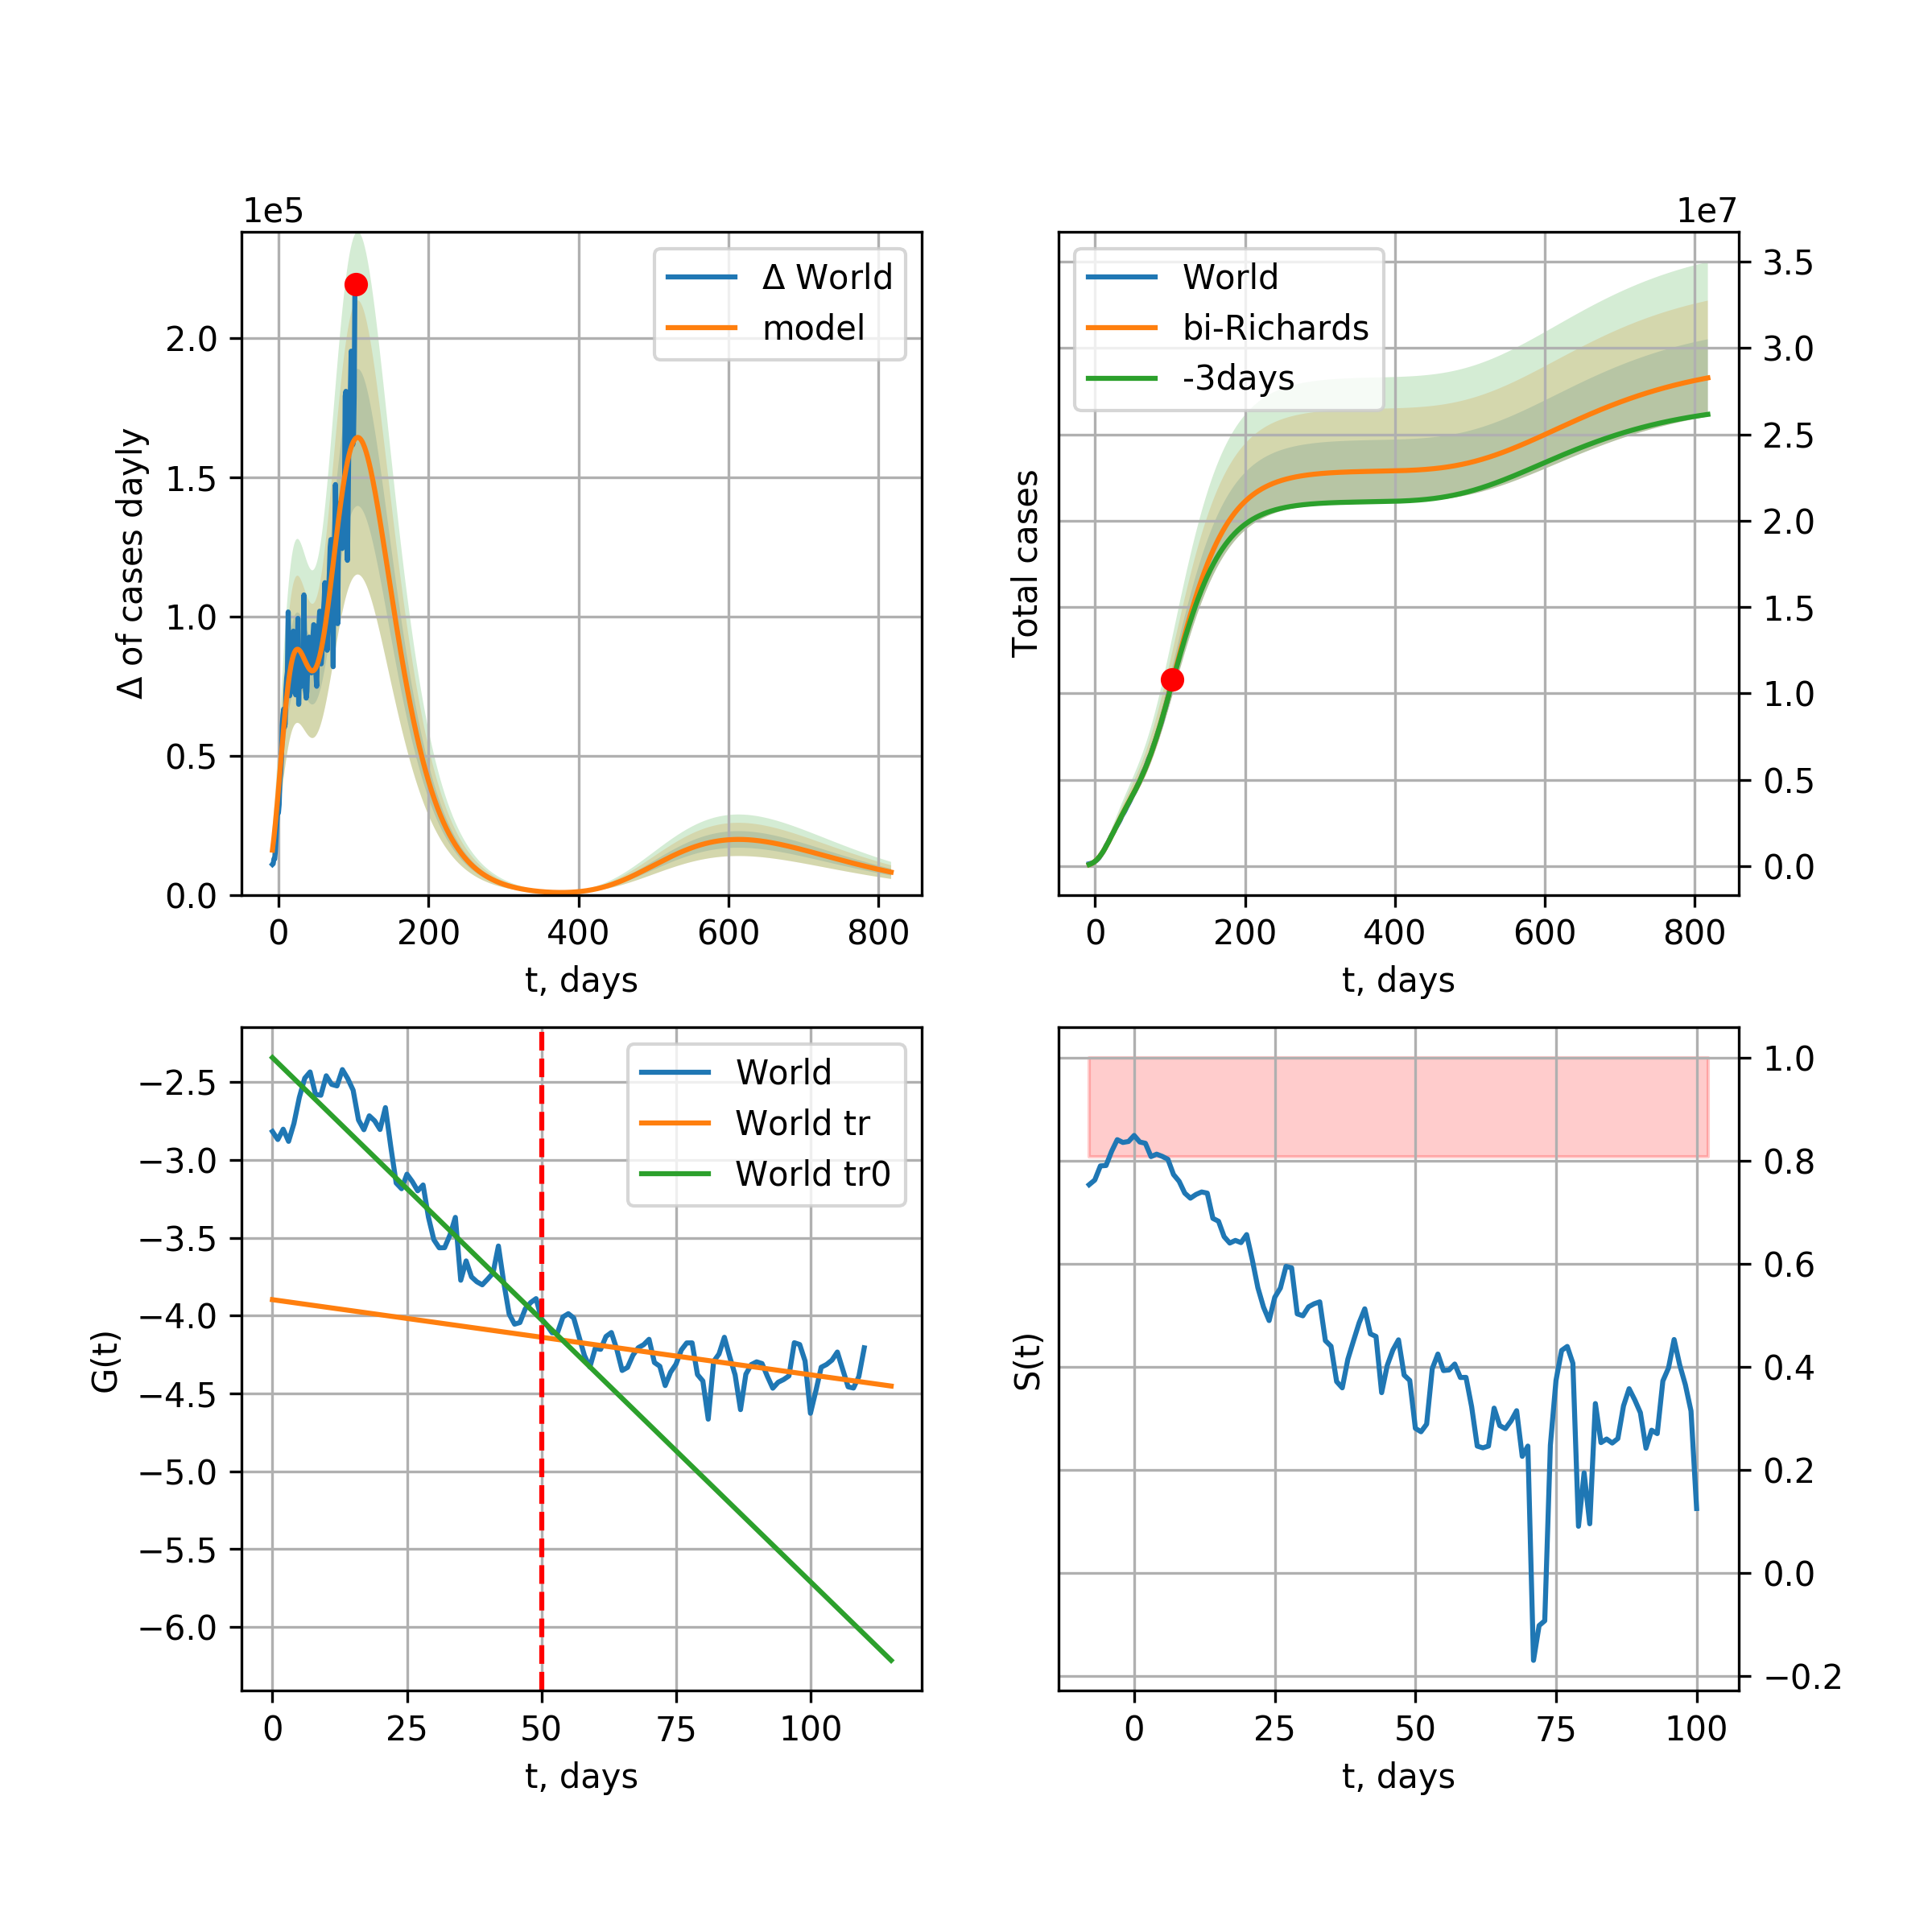 1e5
Δ of cases dayly
2.0
1.5
1.0
0.5
0.0
0 200 400 600 800
t, days
Δ World
model
1e7
Total cases
3.5
3.0
2.5
2.0
1.5
1.0
0.5
0.0
0 200 400 600 800
t, days
World
bi-Richards
-3days
G(t)
−2.5
−3.0
−3.5
−4.0
−4.5
−5.0
−5.5
−6.0
0 25 50 75 100
t, days
World
World tr
World tr0
S(t)
1.0
0.8
0.6
0.4
0.2
0.0
−0.2
0 25 50 75 100
t, days